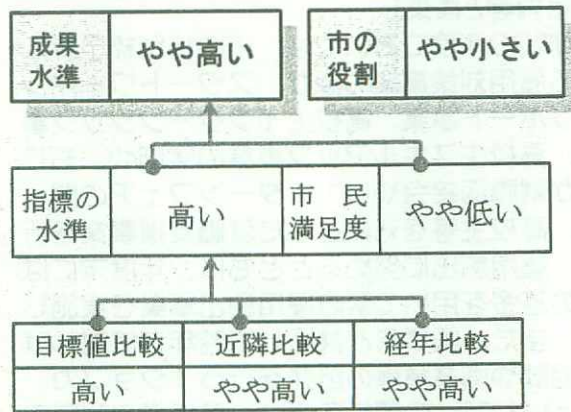 成果水準 やや高い 市の役割 やや小さい
指標の水準 高い 市民満足度 やや低い
目標値比較 近隣比較 経年比較
高い やや高い やや高い